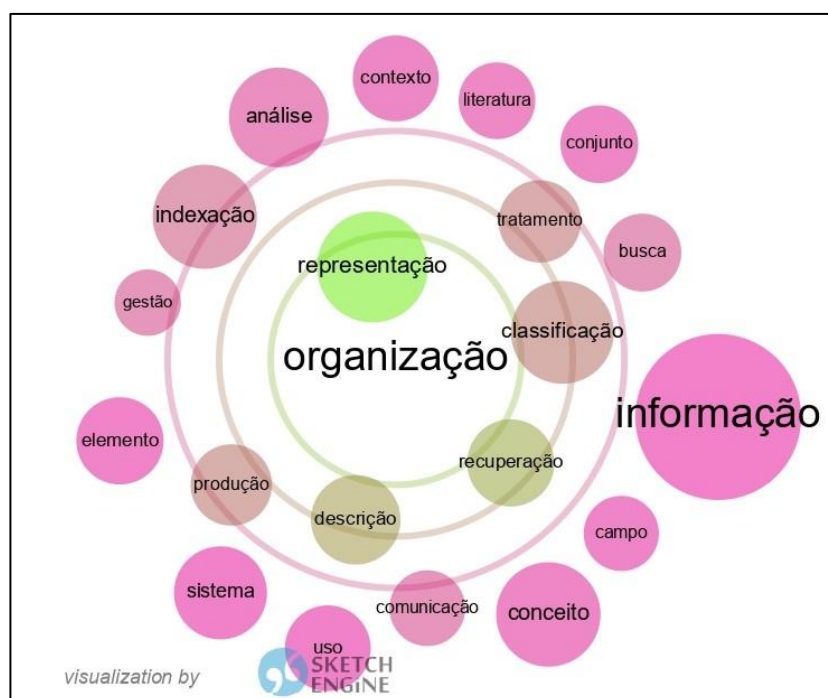 contexto
literatura
análise
conjunto
indexação
tratamento
busca
representação
gestão
classificação
organização
informação
elemento
recuperação
produção
descrição
campo
sistema
comunicação
conceito
uso
visualization by
SKETCH
ENGINE